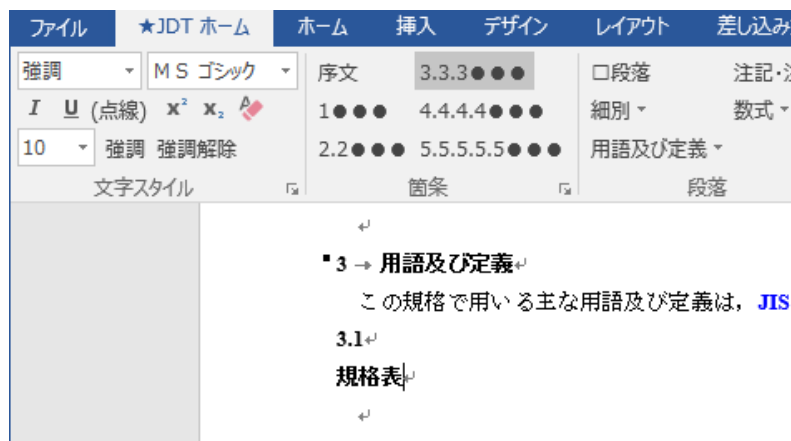 ファイル ★JDT ホーム ホーム 挿入 デザイン レイアウト 差し込み
強調 ＭＳ ゴシック 序文 3.3.3●●● □段落 注記・
I U (点線) x² x₂ 1●●● 4.4.4.4●●● 細別 数式
10 強調 強調解除 2.2●●● 5.5.5.5.5●●● 用語及び定義
文字スタイル 箇条 段落
↵
▪3 → 用語及び定義↵
この規格で用いる主な用語及び定義は，JIS
3.1↵
規格表↵
↵